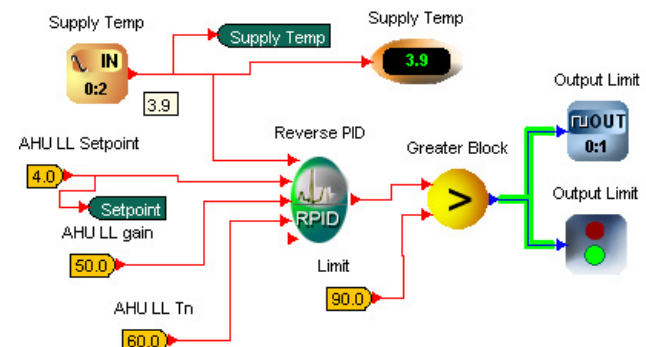 Supply Temp
IN
0:2
3.9
Supply Temp
Supply Temp
3.9
Output Limit
OUT
0:1
AHU LL Setpoint
4.0
Setpoint
Reverse PID
RPID
Greater Block
>
Output Limit
AHU LL gain
50.0
Limit
90.0
AHU LL Tn
60.0